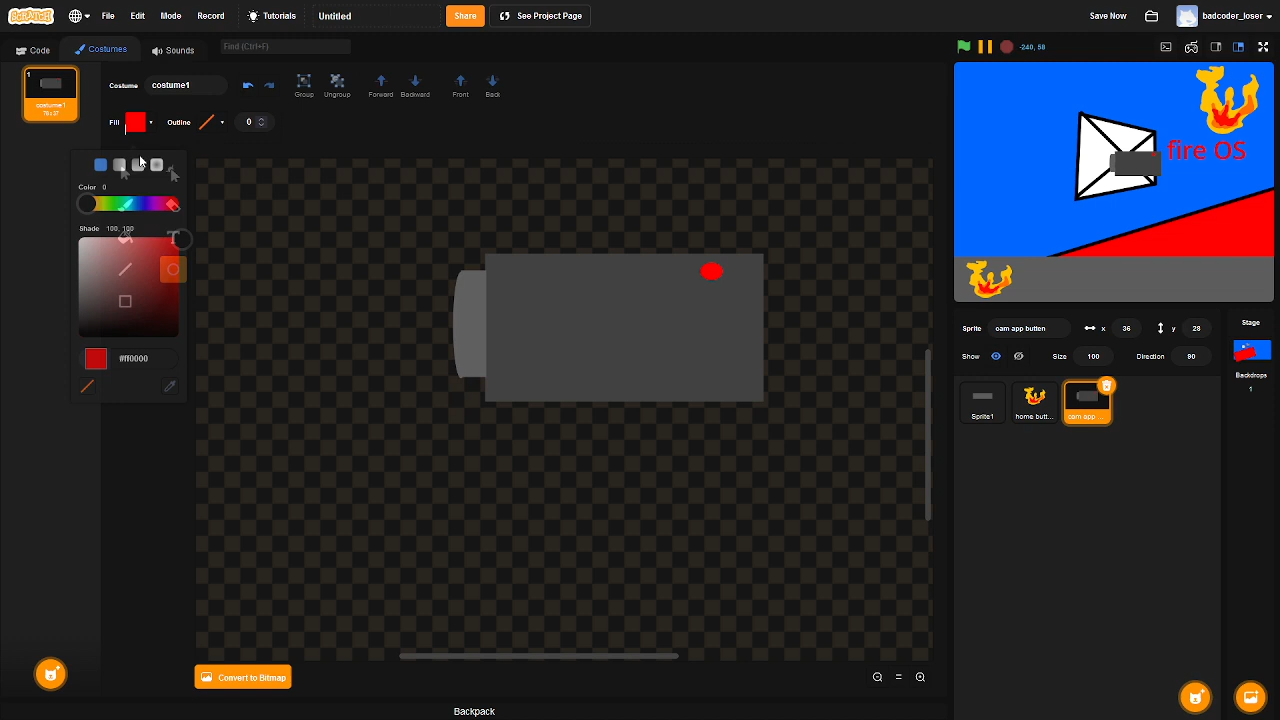 SCRATCH File Edit Mode Record Tutorials Untitled Share See Project Page Save Now badcoder_loser
Code Costumes Sounds Find (Ctrl+F) -240, 58
1
costume1
78x37
Costume costume1 Group Ungroup Forward Backward Front Back
Fill Outline 0
Color 0
Shade 100, 100
T
#ff0000
fire OS
Sprite cam app butten x 36 y 28
Show Size 100 Direction 90
Stage
Backdrops
1
Sprite1 home butt... cam app ...
Convert to Bitmap
Backpack